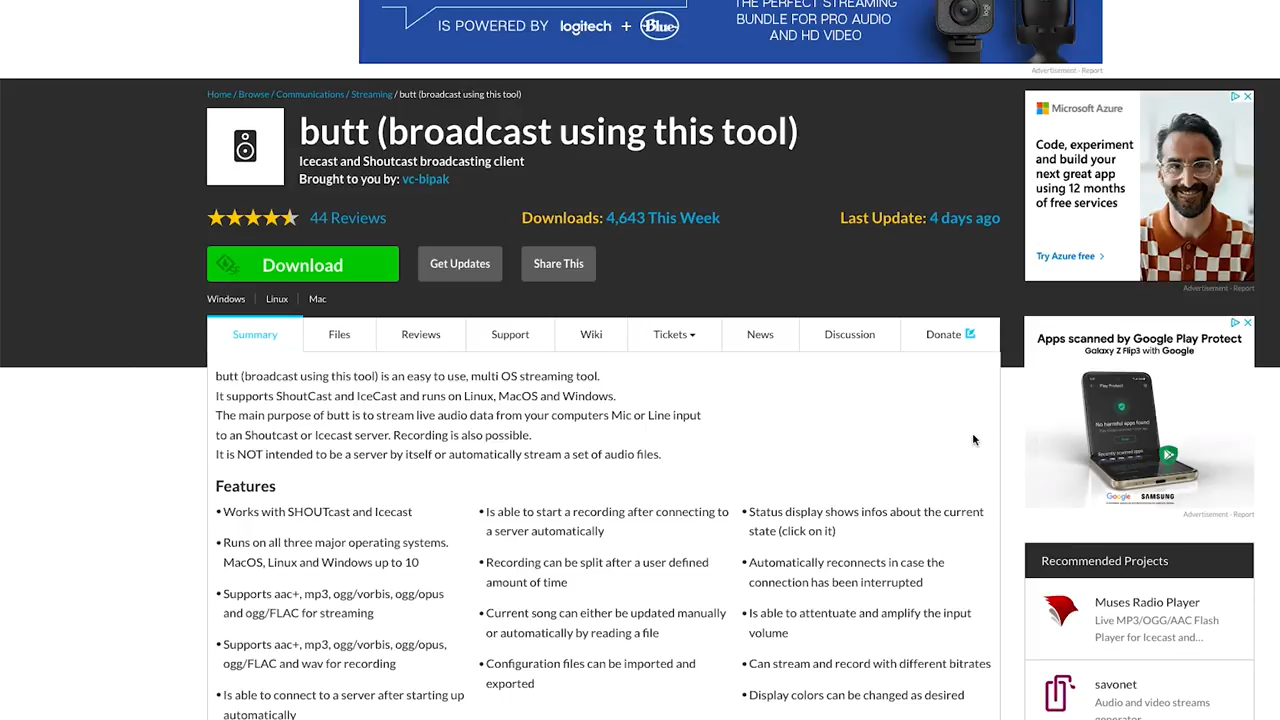 THE PERFECT STREAMING
BUNDLE FOR PRO AUDIO
AND HD VIDEO
IS POWERED BY logitech + Blue
logi
Advertisement - Report
Home / Browse / Communications / Streaming / butt (broadcast using this tool)
butt (broadcast using this tool)
Icecast and Shoutcast broadcasting client
Brought to you by: vc-bipak
44 Reviews
Downloads: 4,643 This Week
Last Update: 4 days ago
Download
Get Updates
Share This
Windows
Linux
Mac
Summary
Files
Reviews
Support
Wiki
Tickets
News
Discussion
Donate
butt (broadcast using this tool) is an easy to use, multi OS streaming tool.
It supports ShoutCast and IceCast and runs on Linux, MacOS and Windows.
The main purpose of butt is to stream live audio data from your computers Mic or Line input
to an Shoutcast or Icecast server. Recording is also possible.
It is NOT intended to be a server by itself or automatically stream a set of audio files.
Features
• Works with SHOUTcast and Icecast
• Runs on all three major operating systems.
MacOS, Linux and Windows up to 10
• Supports aac+, mp3, ogg/vorbis, ogg/opus
and ogg/FLAC for streaming
• Supports aac+, mp3, ogg/vorbis, ogg/opus,
ogg/FLAC and wav for recording
• Is able to connect to a server after starting up
automatically
• Is able to start a recording after connecting to
a server automatically
• Recording can be split after a user defined
amount of time
• Current song can either be updated manually
or automatically by reading a file
• Configuration files can be imported and
exported
• Status display shows infos about the current
state (click on it)
• Automatically reconnects in case the
connection has been interrupted
• Is able to attenuate and amplify the input
volume
• Can stream and record with different bitrates
• Display colors can be changed as desired
Microsoft Azure
Code, experiment
and build your
next great app
using 12 months
of free services
Try Azure free >
Advertisement - Report
Apps scanned by Google Play Protect
Galaxy Z Flip3 with Google
Play Protect
No harmful apps found
Recently scanned apps
Google SAMSUNG
Advertisement - Report
Recommended Projects
Muses Radio Player
Live MP3/OGG/AAC Flash
Player for Icecast and...
savonet
Audio and video streams
generator